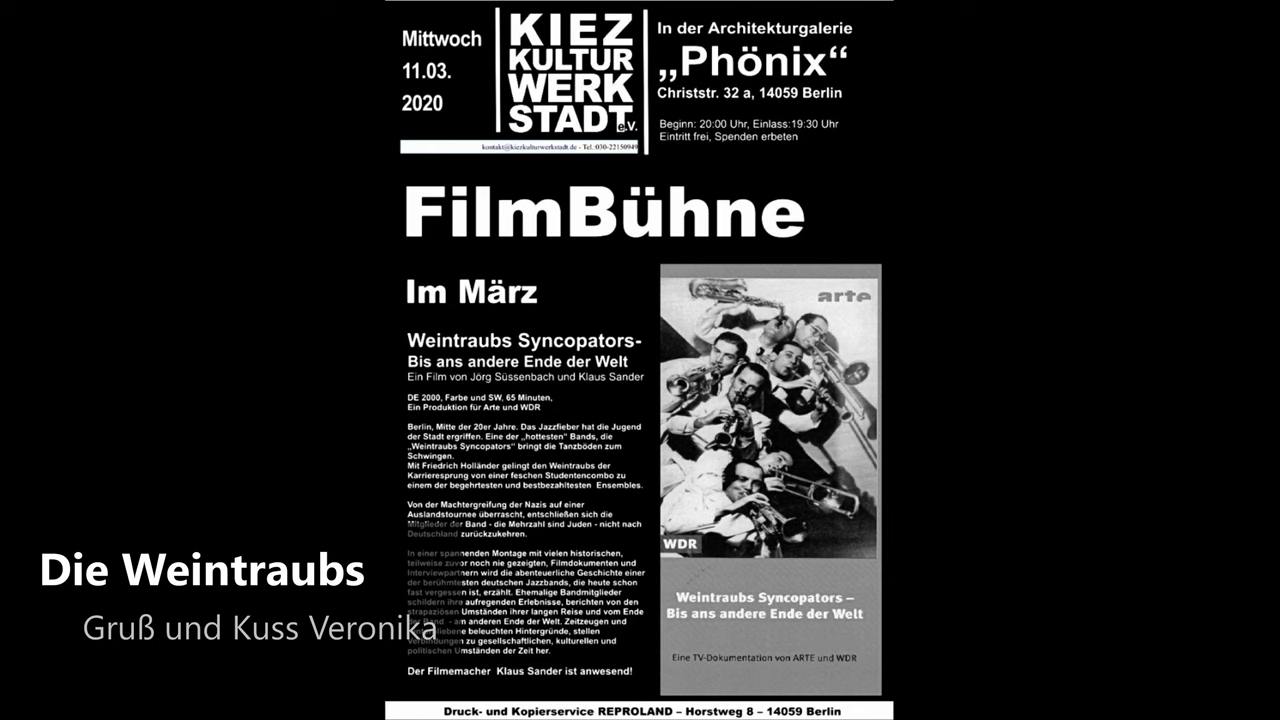 Mittwoch
11.03.
2020
KIEZ
KULTUR
WERK
STADT
e.V.
kontakt@kiezkulturwerkstadt.de - Tel.:030-22150949
In der Architekturgalerie
„Phönix“
Christstr. 32 a, 14059 Berlin
Beginn: 20:00 Uhr, Einlass:19:30 Uhr
Eintritt frei, Spenden erbeten
FilmBühne
Im März
Weintraubs Syncopators-
Bis ans andere Ende der Welt
Ein Film von Jörg Süssenbach und Klaus Sander
DE 2000, Farbe und SW, 65 Minuten,
Ein Produktion für Arte und WDR
Berlin, Mitte der 20er Jahre. Das Jazzfieber hat die Jugend
der Stadt ergriffen. Eine der „hottesten“ Bands, die
„Weintraubs Syncopators“ bringt die Tanzböden zum
Schwingen.
Mit Friedrich Holländer gelingt den Weintraubs der
Karrieresprung von einer feschen Studentencombo zu
einem der begehrtesten und bestbezahltesten Ensembles.
Von der Machtergreifung der Nazis auf einer
Auslandstournee überrascht, entschließen sich die
Mitglieder der Band - die Mehrzahl sind Juden - nicht nach
Deutschland zurückzukehren.
In einer spannenden Montage mit vielen historischen,
teilweise zuvor noch nie gezeigten, Filmdokumenten und
Interviewpartnern wird die abenteuerliche Geschichte einer
der berühmtesten deutschen Jazzbands, die heute schon
fast vergessen ist, erzählt. Ehemalige Bandmitglieder
schildern ihre aufregenden Erlebnisse, berichten von den
strapaziösen Umständen ihrer langen Reise und vom Ende
der Band - am anderen Ende der Welt. Zeitzeugen und
beleuchten Hintergründe, stellen
Verbindungen zu gesellschaftlichen, kulturellen und
politischen Umständen der Zeit her.
Der Filmemacher Klaus Sander ist anwesend!
arte
WDR
Weintraubs Syncopators –
Bis ans andere Ende der Welt
Eine TV-Dokumentation von ARTE und WDR
Die Weintraubs
Gruß und Kuss Veronika
Druck- und Kopierservice REPROLAND – Horstweg 8 – 14059 Berlin